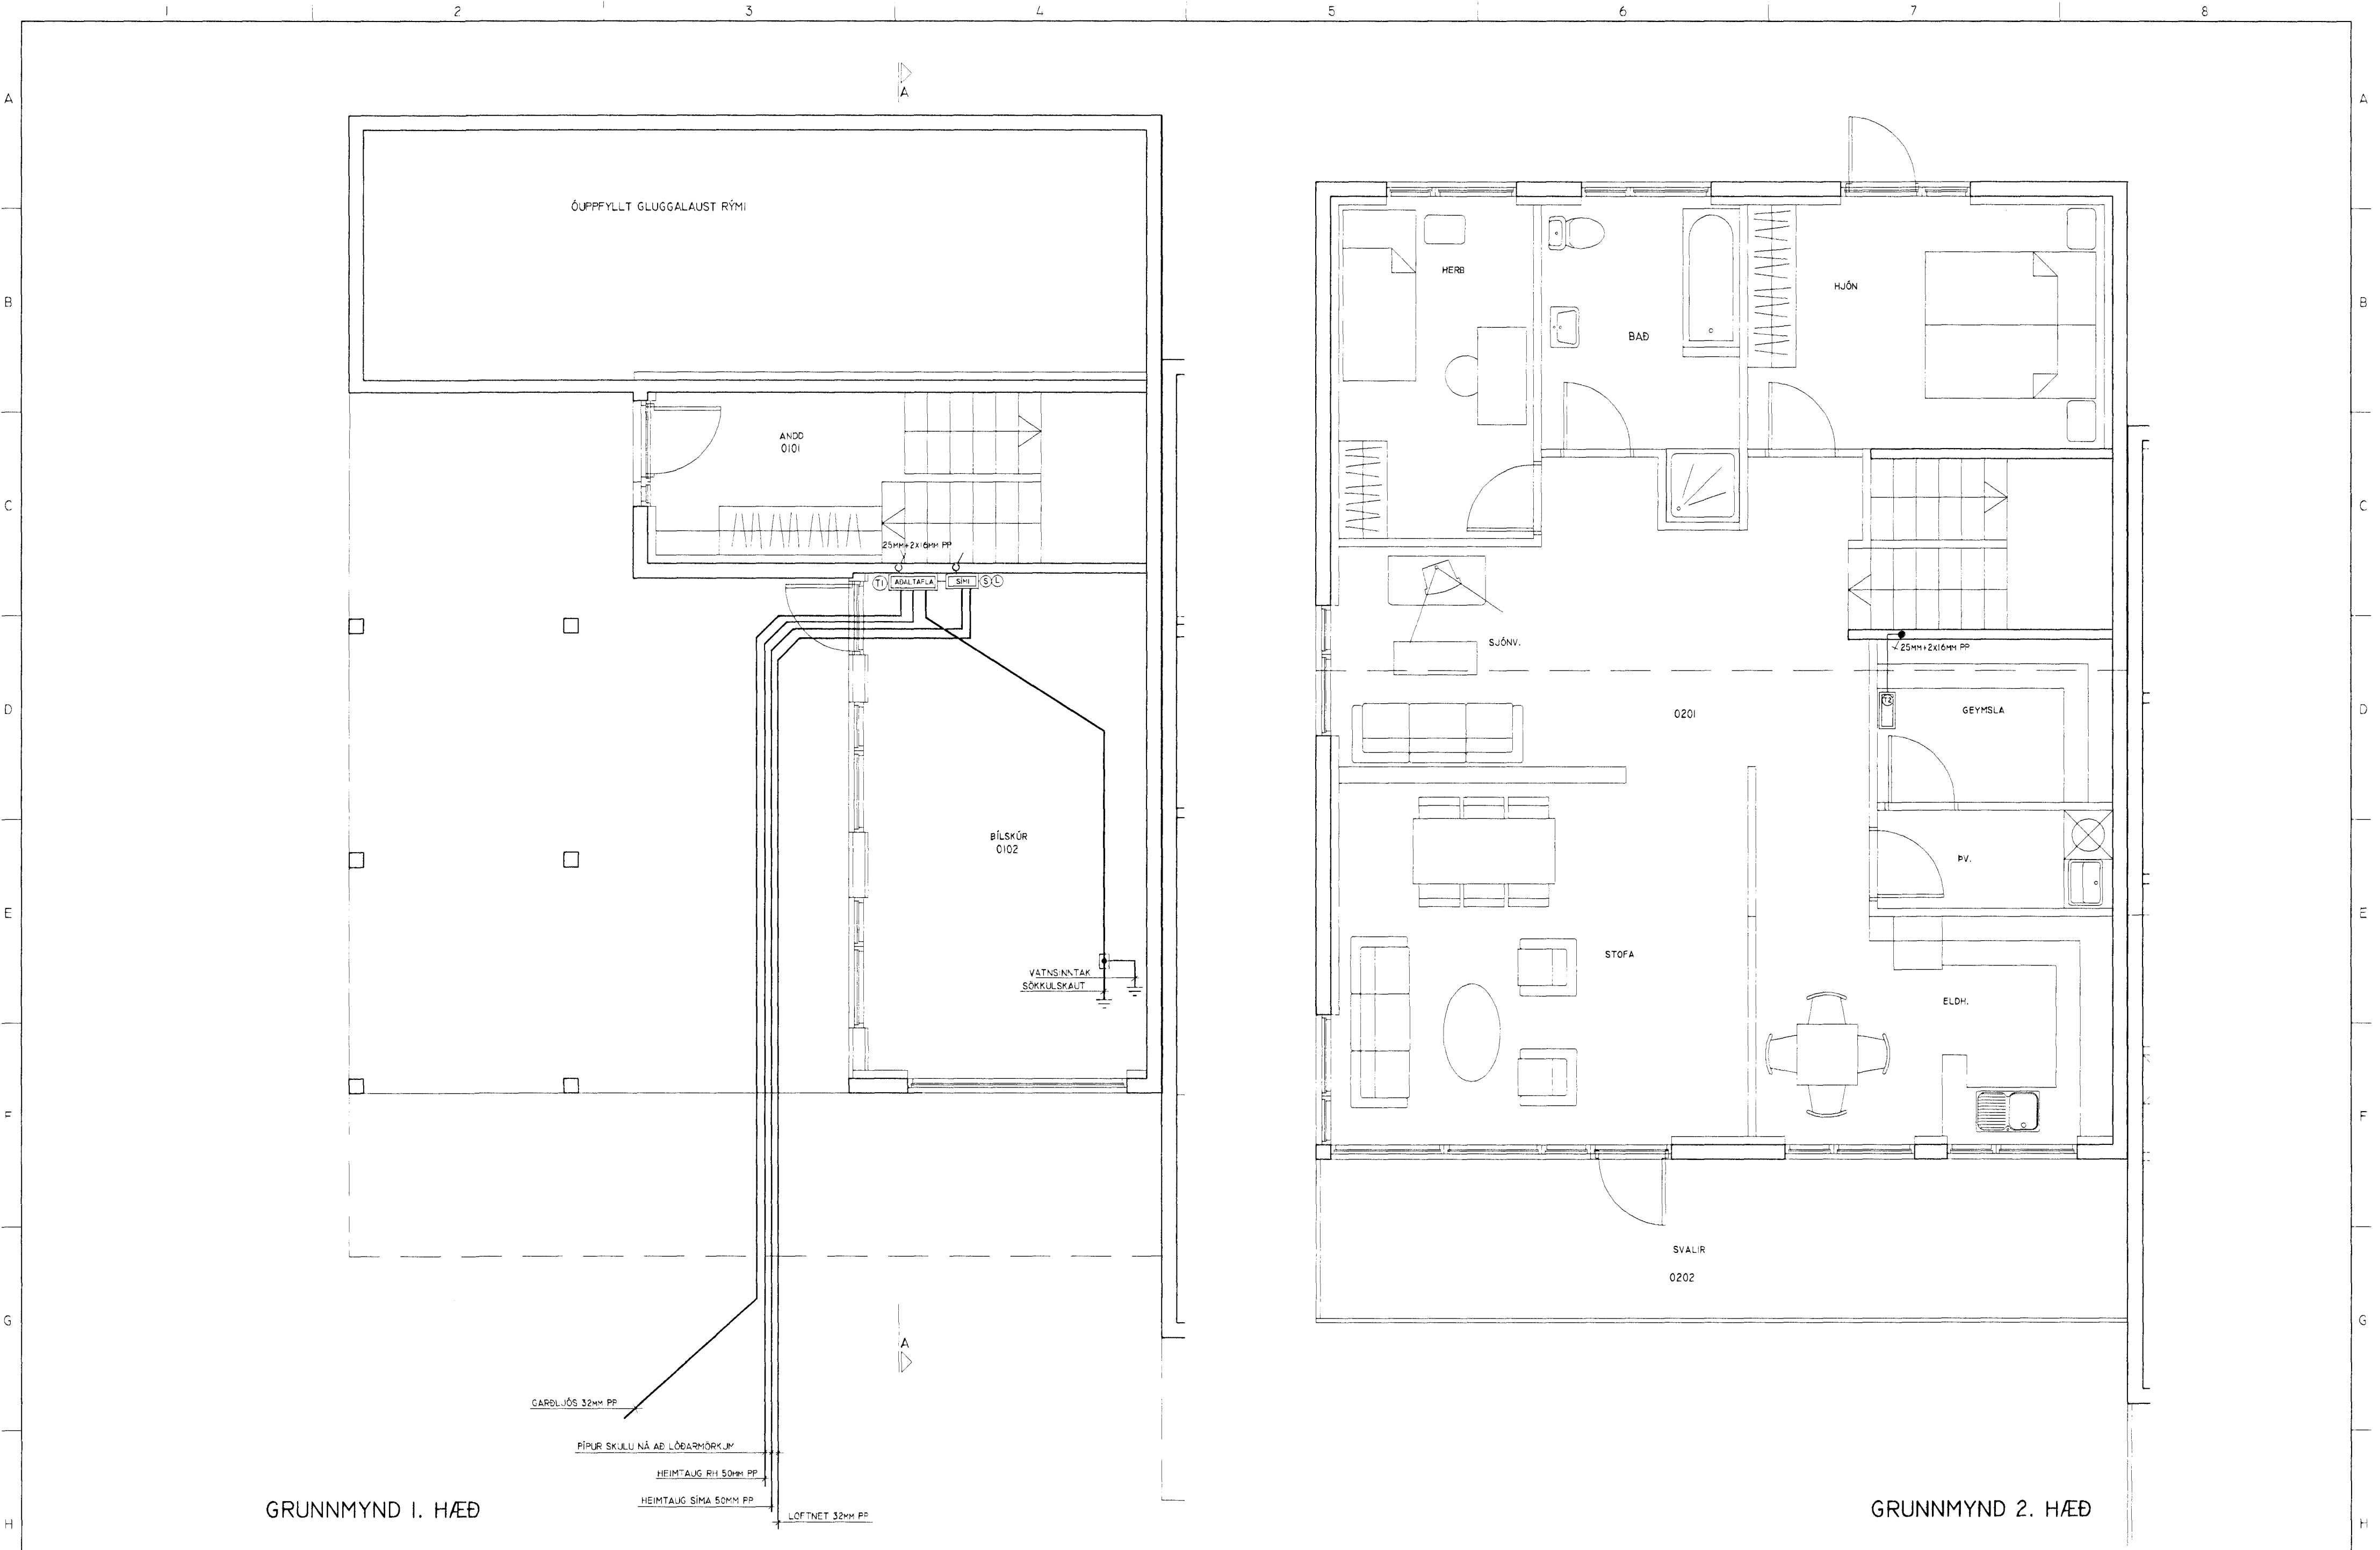 1 2 3 4 5 6 7 8
A A
A
ÓUPPFYLLT GLUGGALAUST RÝMI
HERB
HJÓN
B B
BAÐ
ANDD
0101
C C
25MM+2X16MM PP
T1 AÐALTAFLA SÍMI S L
SJÓNV.
25MM+2X16MM PP
T2
D GEYMSLA D
0201
BÍLSKÚR
0102
ÞV.
E E
STOFA
VATNSINNTAK
SÖKKULSKAUT
ELDH.
F F
SVALIR
0202
G G
A
GARÐLJÓS 32MM PP
PÍPUR SKULU NÁ AÐ LÓÐARMÖRKUM
HEIMTAUG RH 50MM PP
HEIMTAUG SÍMA 50MM PP
LOFTNET 32MM PP
GRUNNMYND 1. HÆÐ
GRUNNMYND 2. HÆÐ
H H